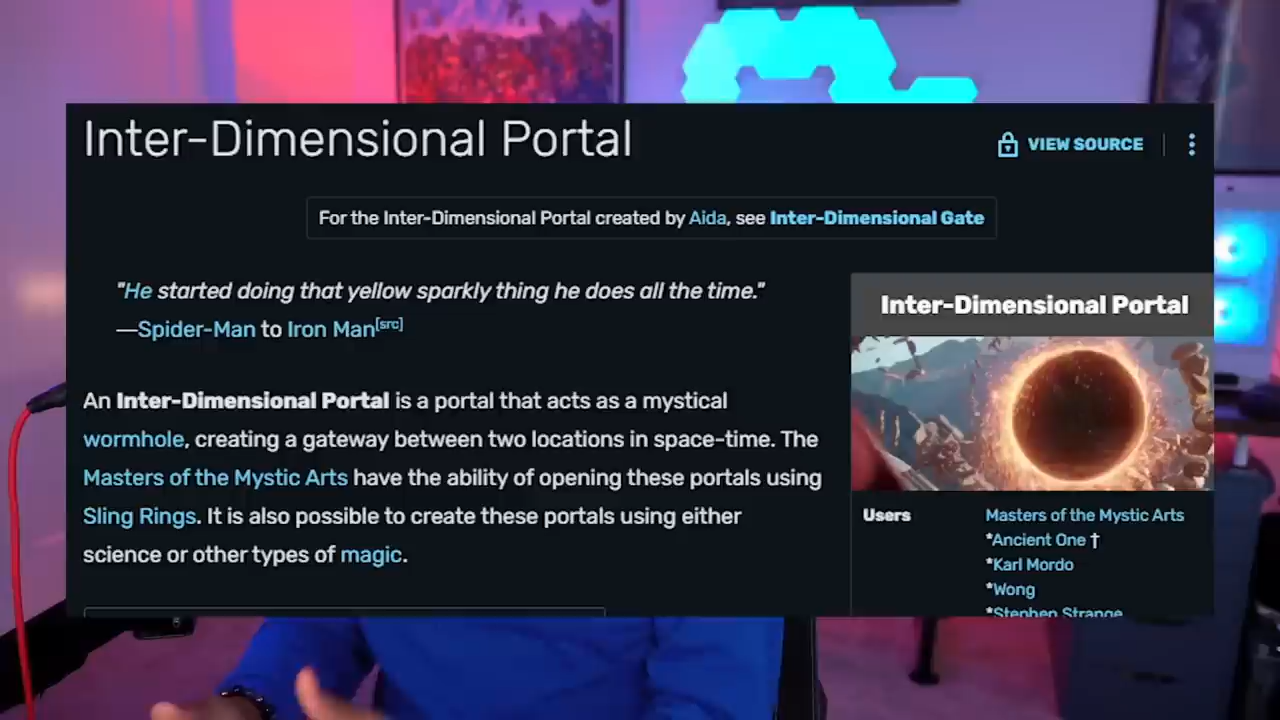 Inter-Dimensional Portal
VIEW SOURCE
For the Inter-Dimensional Portal created by Aida, see Inter-Dimensional Gate
"He started doing that yellow sparkly thing he does all the time."
—Spider-Man to Iron Man[src]
An Inter-Dimensional Portal is a portal that acts as a mystical
wormhole, creating a gateway between two locations in space-time. The
Masters of the Mystic Arts have the ability of opening these portals using
Sling Rings. It is also possible to create these portals using either
science or other types of magic.
Inter-Dimensional Portal
Users
Masters of the Mystic Arts
*Ancient One †
*Karl Mordo
*Wong
*Stephen Strange